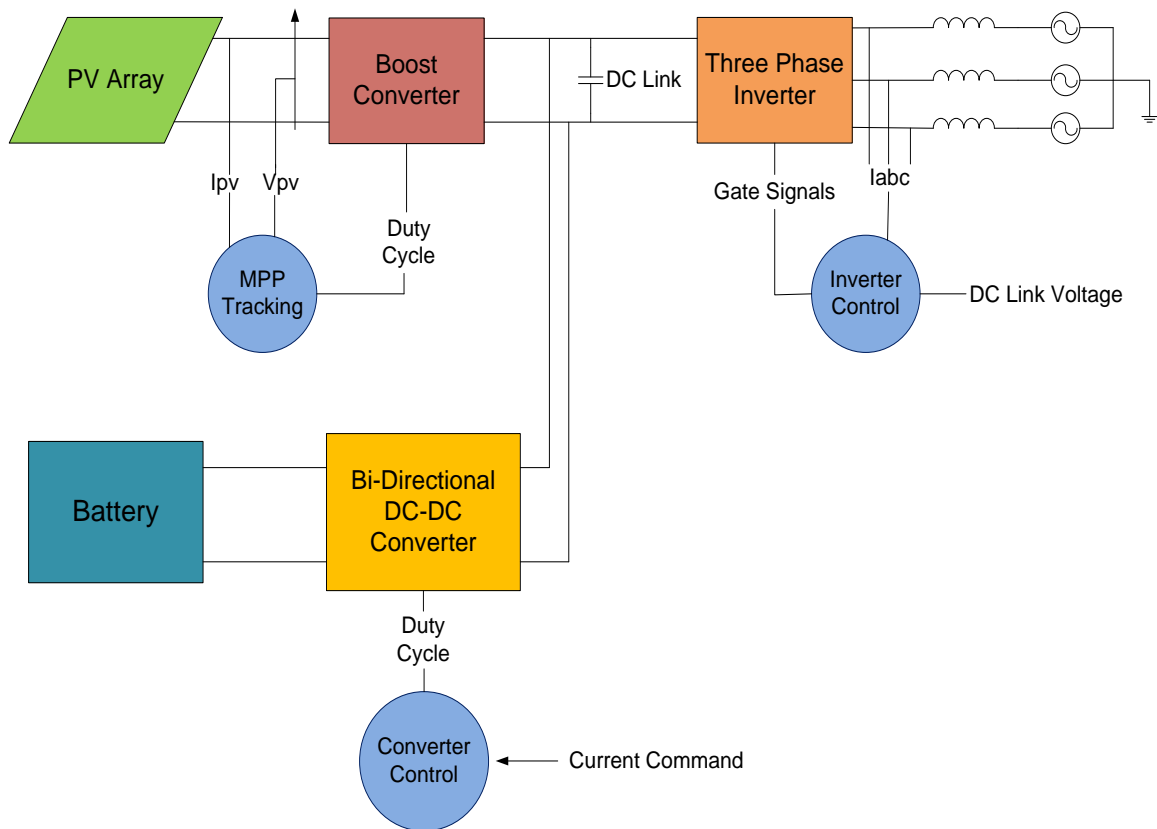 PV Array
Boost
Converter
DC Link
Three Phase
Inverter
Ipv
Vpv
Duty
Cycle
Gate Signals
Iabc
MPP
Tracking
Inverter
Control
DC Link Voltage
Battery
Bi-Directional
DC-DC
Converter
Duty
Cycle
Converter
Control
Current Command